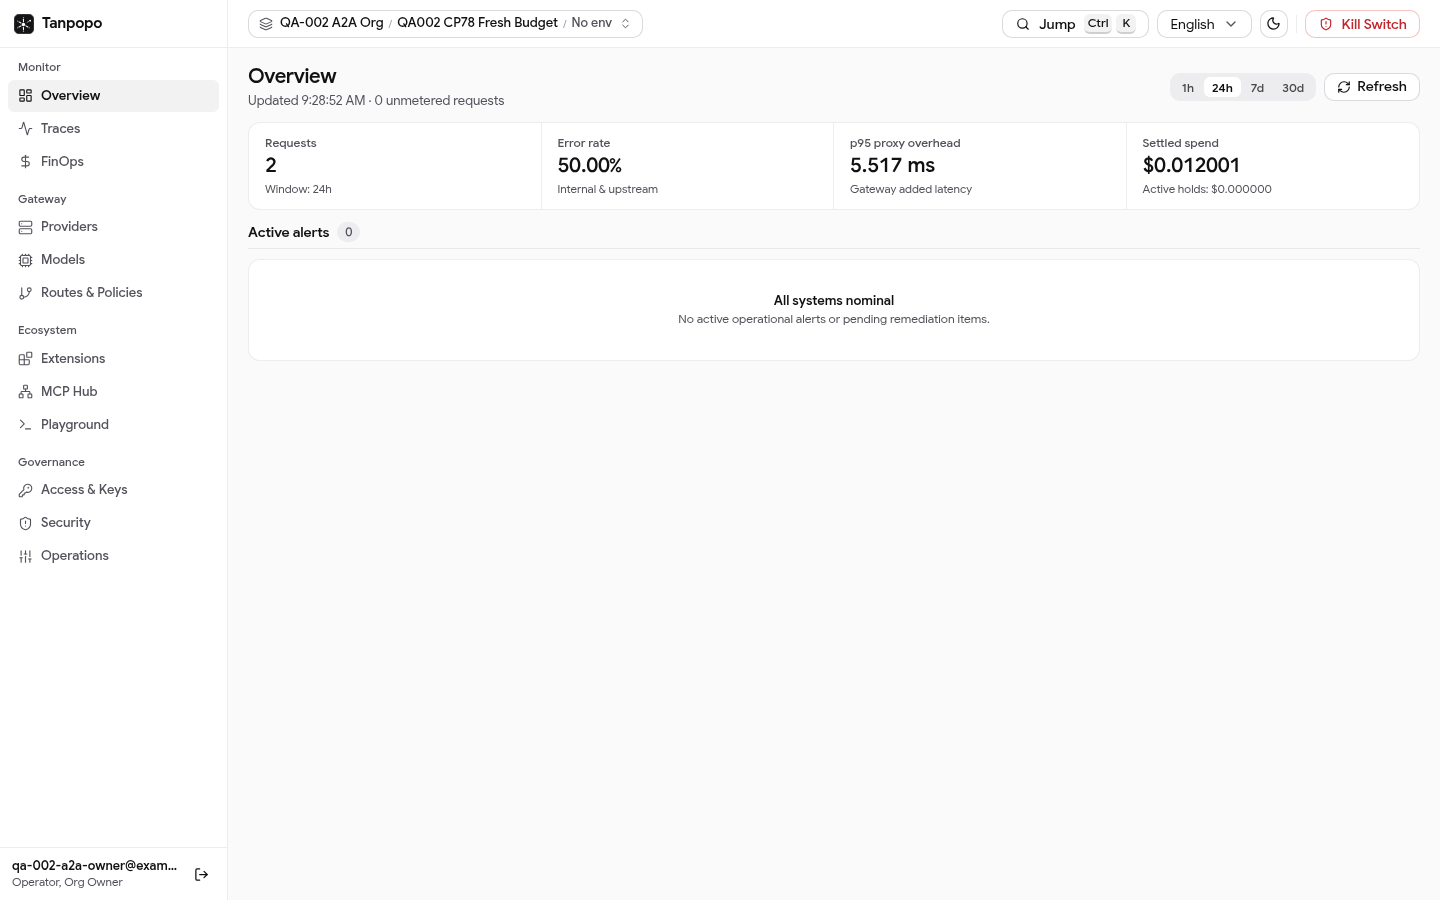 Tanpopo
QA-002 A2A Org / QA002 CP78 Fresh Budget / No env
Jump Ctrl K
English
Kill Switch
Monitor
Overview
Traces
FinOps
Gateway
Providers
Models
Routes & Policies
Ecosystem
Extensions
MCP Hub
Playground
Governance
Access & Keys
Security
Operations
qa-002-a2a-owner@exam...
Operator, Org Owner
Overview
Updated 9:28:52 AM · 0 unmetered requests
1h 24h 7d 30d
Refresh
Requests
2
Window: 24h
Error rate
50.00%
Internal & upstream
p95 proxy overhead
5.517 ms
Gateway added latency
Settled spend
$0.012001
Active holds: $0.000000
Active alerts 0
All systems nominal
No active operational alerts or pending remediation items.